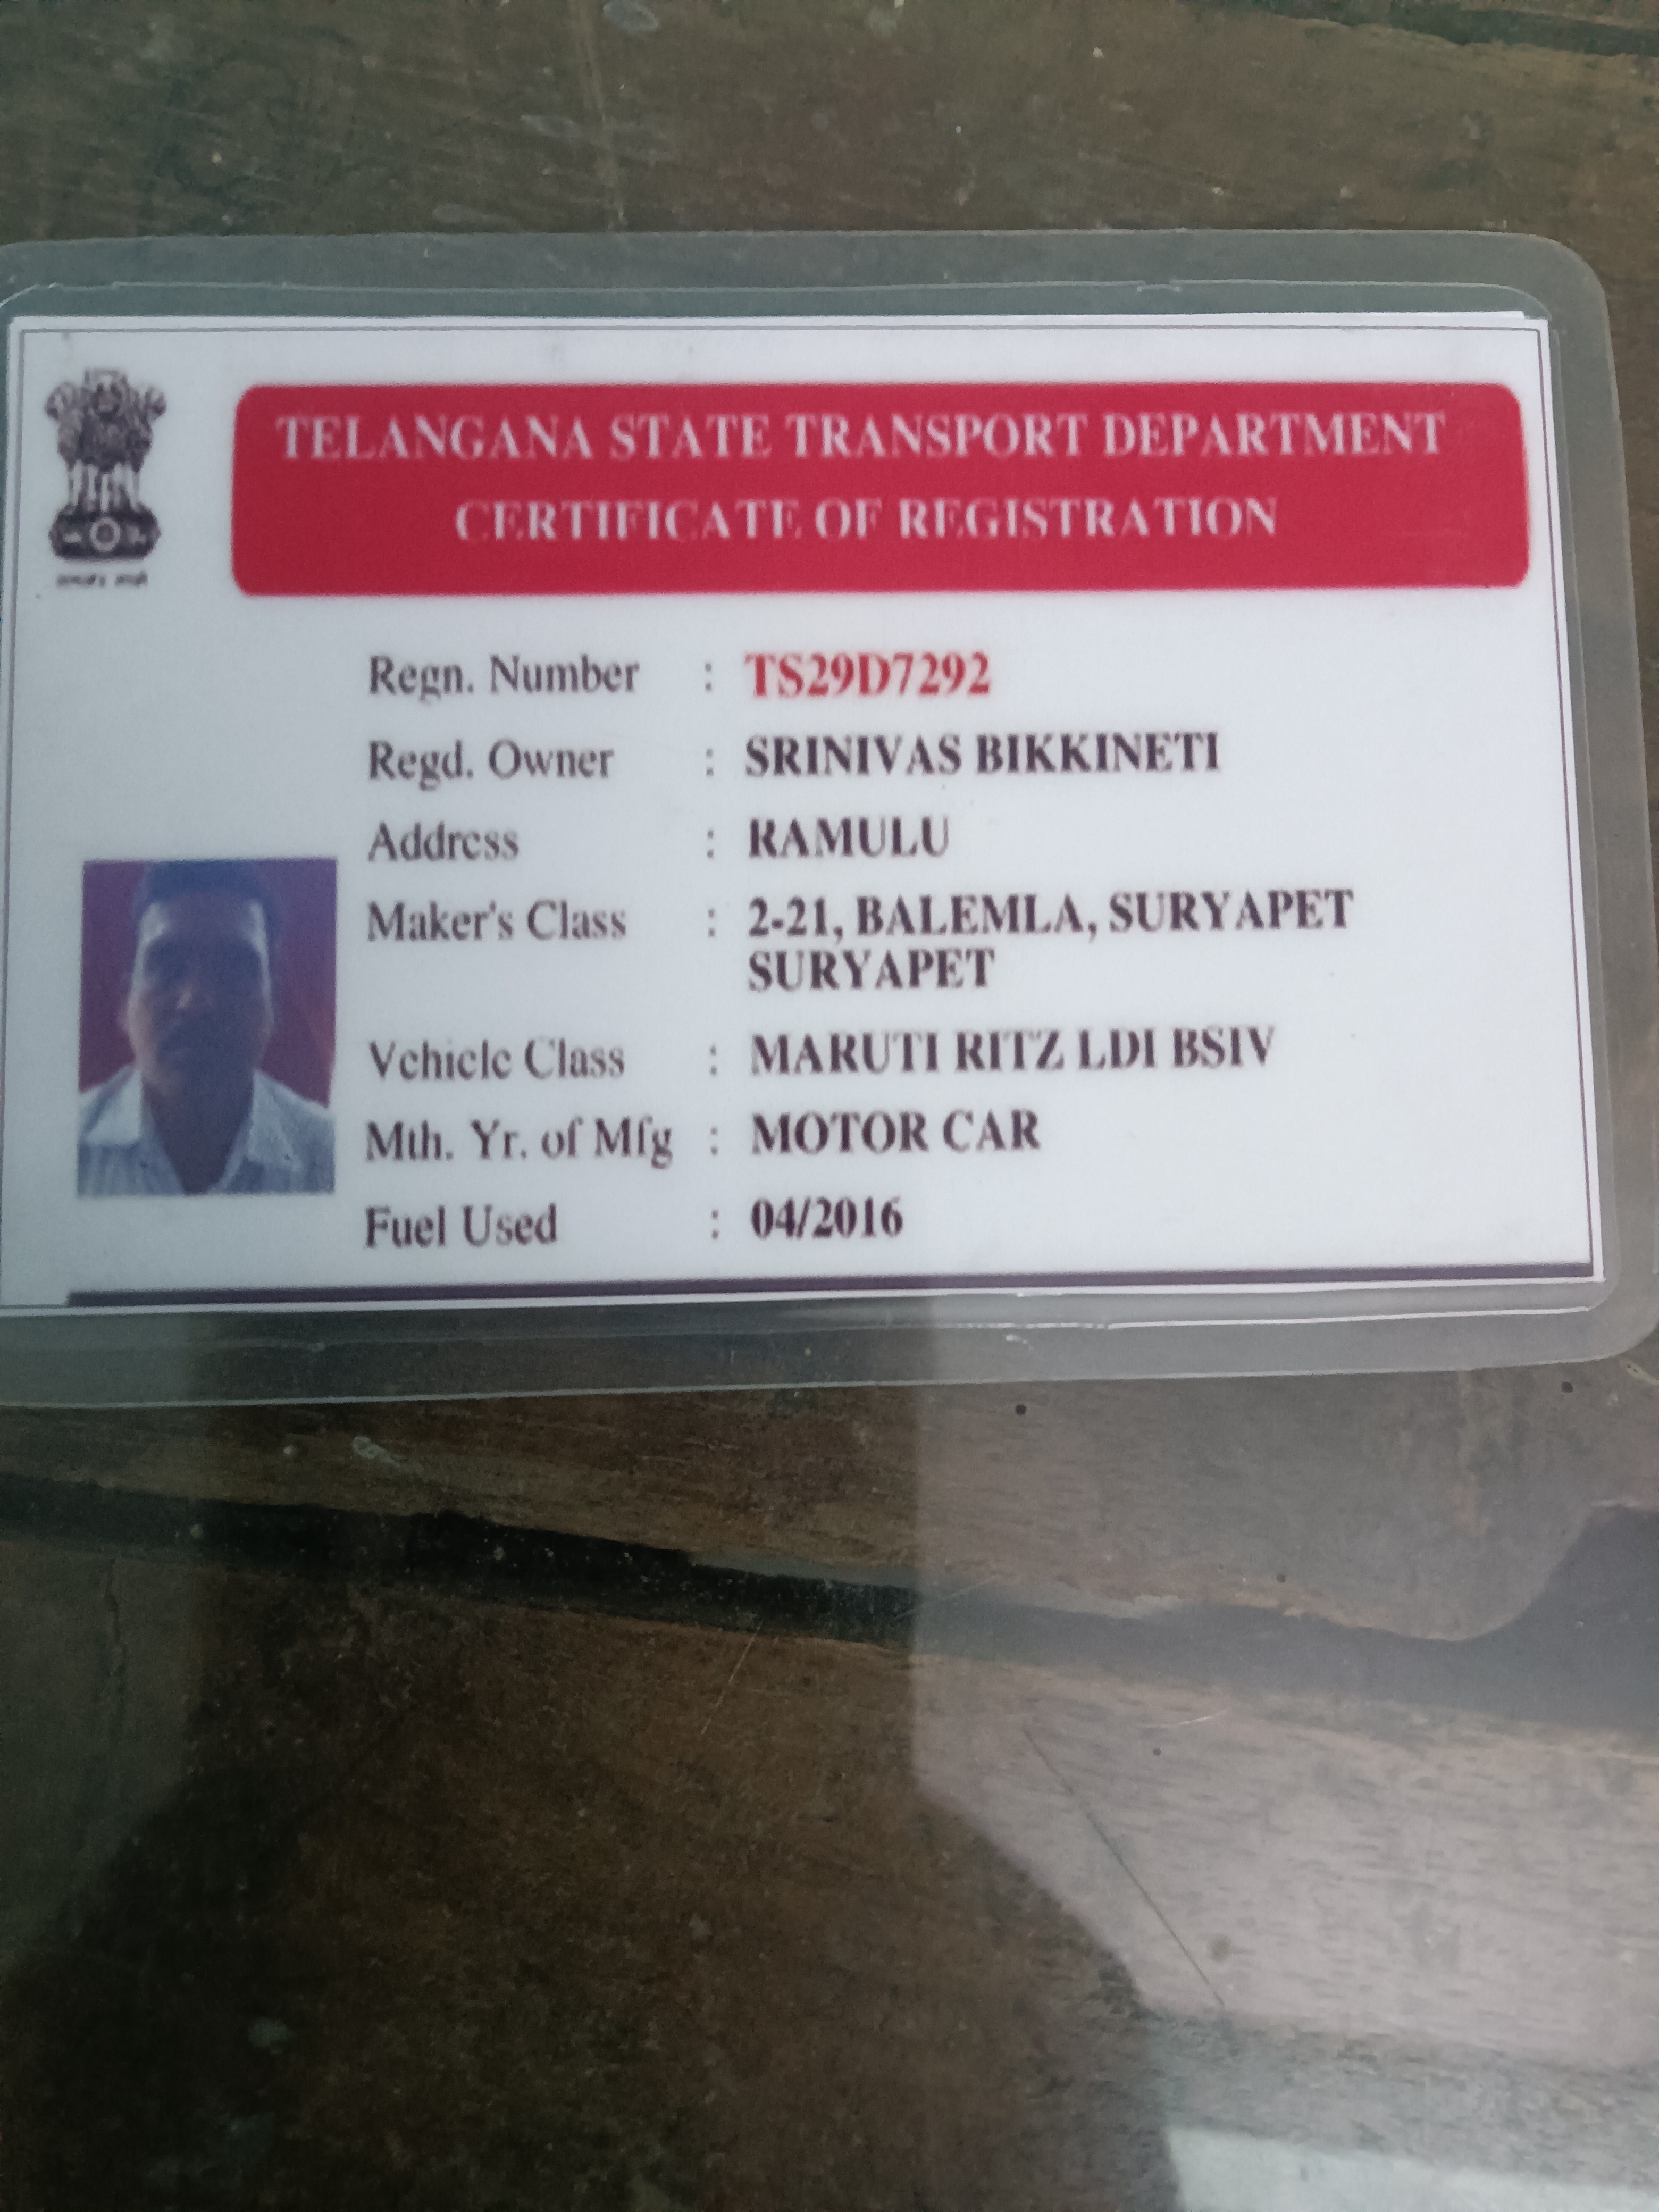 TELANGANA STATE TRANSPORT DEPARTMENT
CERTIFICATE OF REGISTRATION
Regn. Number : TS29D7292
Regd. Owner : SRINIVAS BIKKINETI
Address : RAMULU
Maker's Class : 2-21, BALEMLA, SURYAPET
SURYAPET
Vehicle Class : MARUTI RITZ LDI BSIV
Mth. Yr. of Mfg : MOTOR CAR
Fuel Used : 04/2016